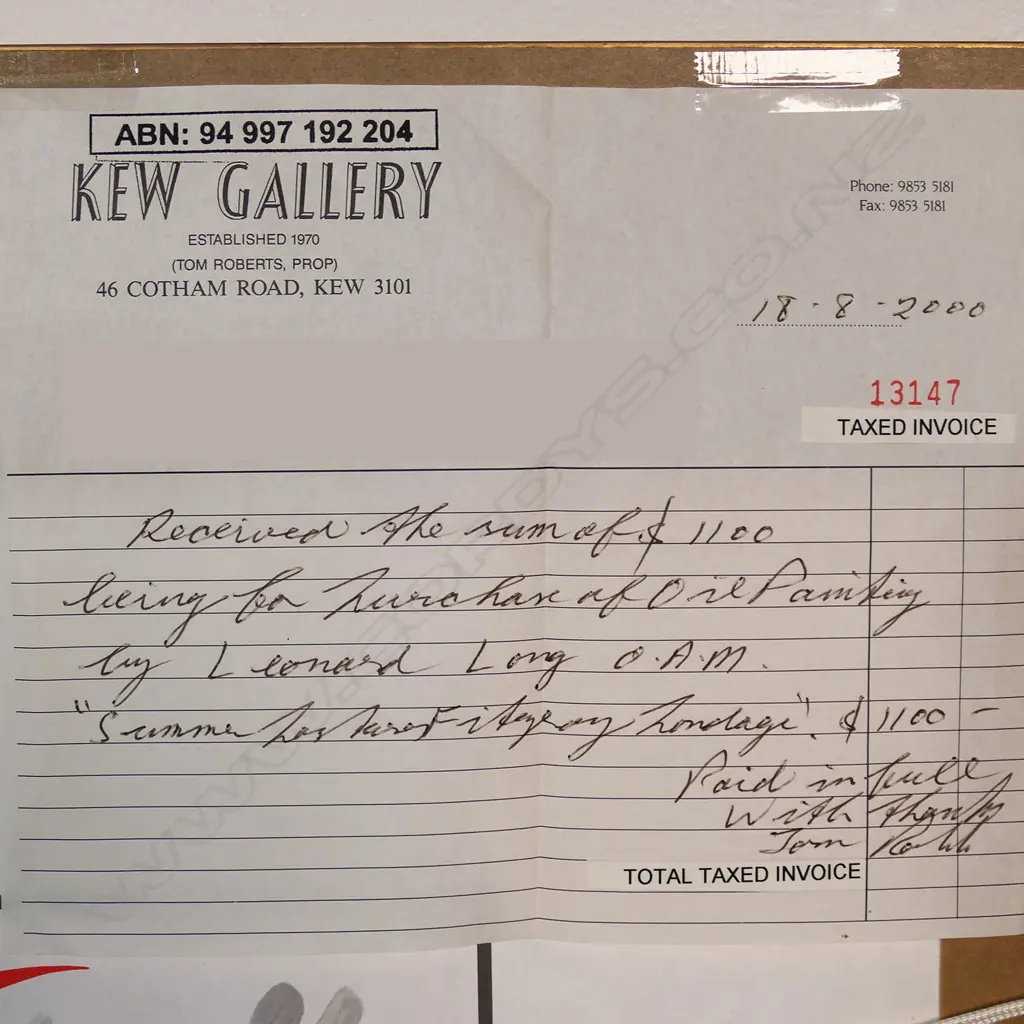 ABN: 94 997 192 204
KEW GALLERY
ESTABLISHED 1970
(TOM ROBERTS, PROP)
46 COTHAM ROAD, KEW 3101
Phone: 9853 5181
Fax: 9853 5181
18 - 8 - 2000
13147
TAXED INVOICE
Received the sum of $ 1100
being for purchase of Oil Painting
by Leonard Long O.A.M.
"Summer $ 1100 -
Paid in full
With thanks
Tom
TOTAL TAXED INVOICE